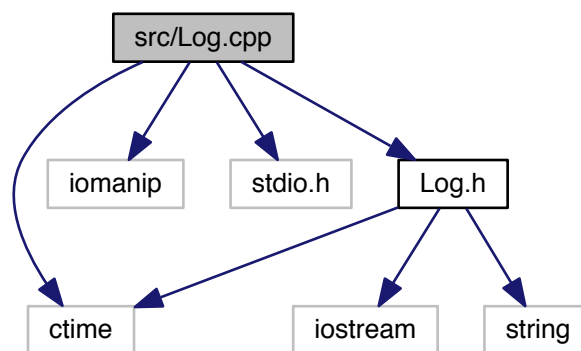 src/Log.cpp
iomanip
stdio.h
Log.h
ctime
iostream
string